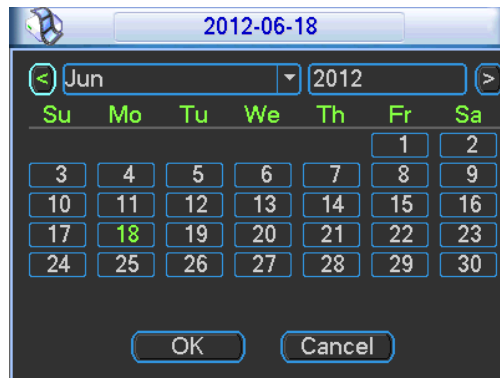 2012-06-18
< Jun 2012 >
Su Mo Tu We Th Fr Sa
1 2
3 4 5 6 7 8 9
10 11 12 13 14 15 16
17 18 19 20 21 22 23
24 25 26 27 28 29 30
OK Cancel